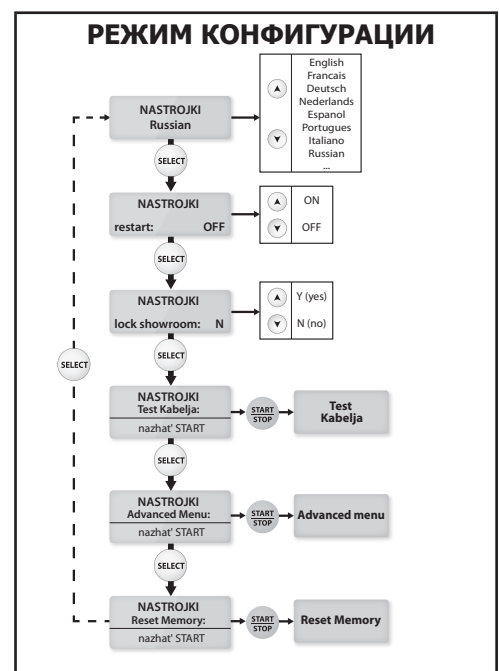 РЕЖИМ КОНФИГУРАЦИИ
NASTROJKI
Russian
English
Francais
Deutsch
Nederlands
Espanol
Portugues
Italiano
Russian
...
SELECT
NASTROJKI
restart: OFF
ON
OFF
SELECT
NASTROJKI
lock showroom: N
Y (yes)
N (no)
SELECT
SELECT
NASTROJKI
Test Kabelja:
nazhat' START
START
STOP
Test
Kabelja
SELECT
NASTROJKI
Advanced Menu:
nazhat' START
START
STOP
Advanced menu
SELECT
NASTROJKI
Reset Memory:
nazhat' START
START
STOP
Reset Memory